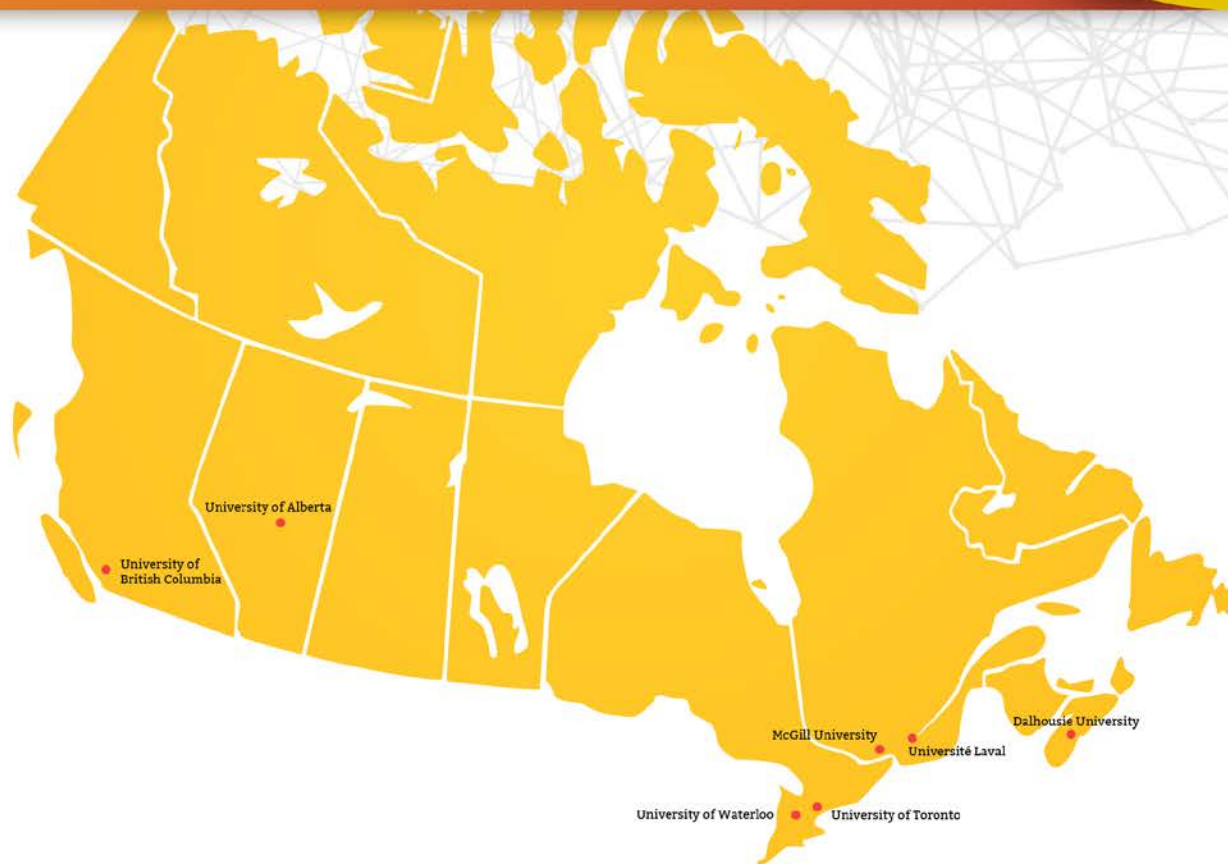 University of Alberta
University of
British Columbia
Dalhousie University
McGill University
Université Laval
University of Waterloo
University of Toronto